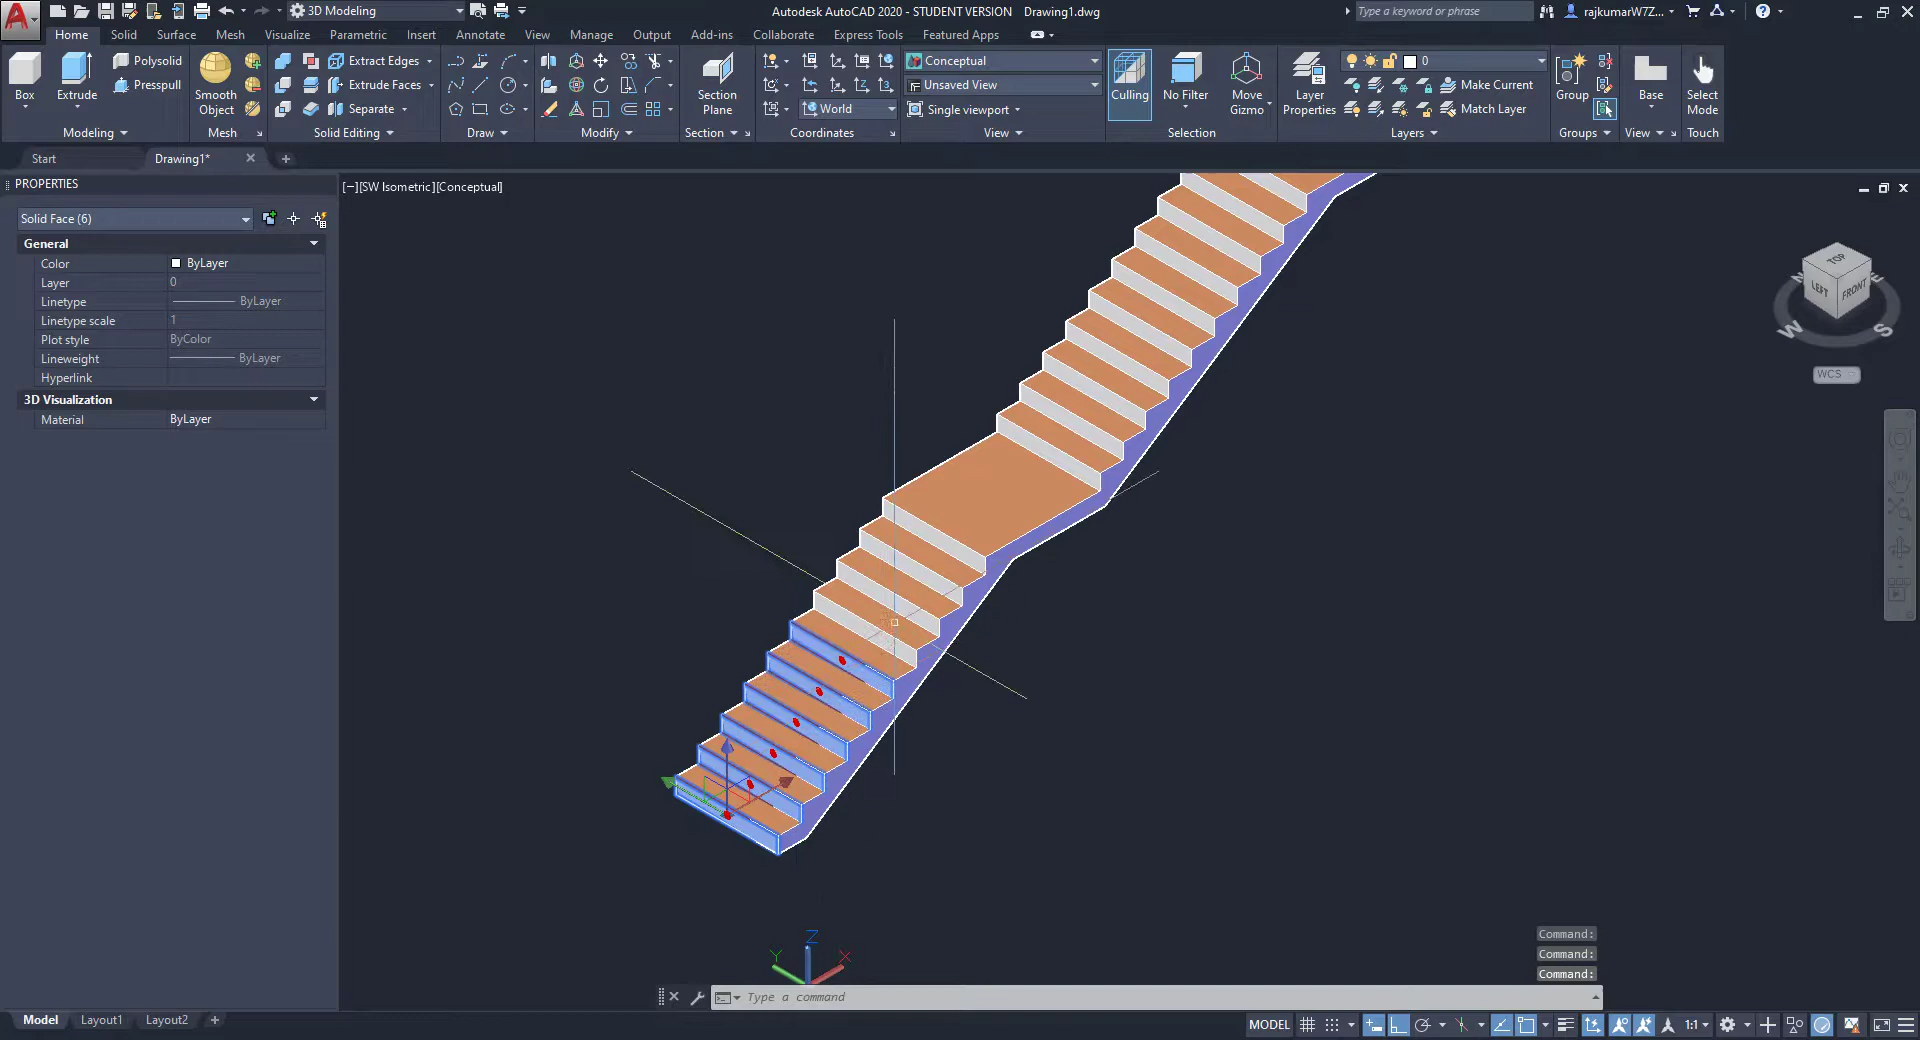 3D Modeling
Autodesk AutoCAD 2020 - STUDENT VERSION Drawing1.dwg
Type a keyword or phrase
rajkumarW7Z...
Home Solid Surface Mesh Visualize Parametric Insert Annotate View Manage Output Add-ins Collaborate Express Tools Featured Apps
Box
Extrude
Polysolid
Presspull
Modeling
Smooth
Object
Mesh
Extract Edges
Extrude Faces
Separate
Solid Editing
Draw
Modify
Section
Plane
Section
World
Coordinates
Conceptual
Unsaved View
Single viewport
View
Culling
No Filter
Move
Gizmo
Selection
Layer
Properties
0
Make Current
Match Layer
Layers
Group
Groups
Base
View
Select
Mode
Touch
Start
Drawing1*
PROPERTIES
[−][SW Isometric][Conceptual]
Solid Face (6)
General
Color ByLayer
Layer 0
Linetype ByLayer
Linetype scale 1
Plot style ByColor
Lineweight ByLayer
Hyperlink
3D Visualization
Material ByLayer
TOP
LEFT
FRONT
N
E
W
S
WCS
Z
Y
X
Command:
Command:
Command:
Type a command
Model Layout1 Layout2
MODEL
1:1